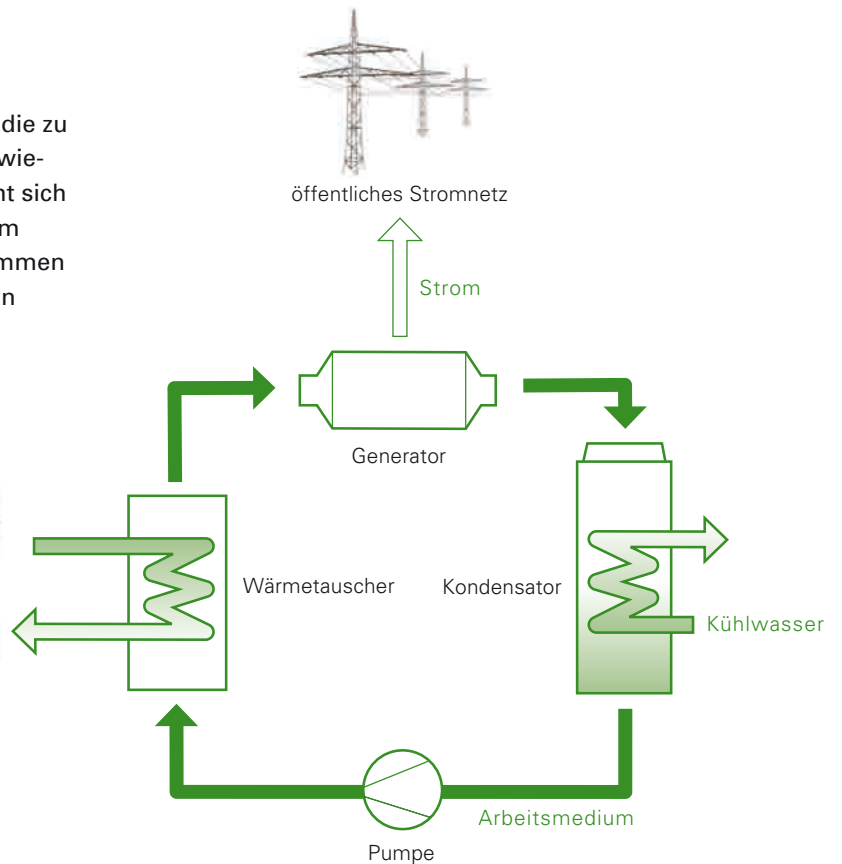 die zu
wie-
nt sich
m
mmen
n
öffentliches Stromnetz
Strom
Generator
Wärmetauscher
Kondensator
Kühlwasser
Arbeitsmedium
Pumpe